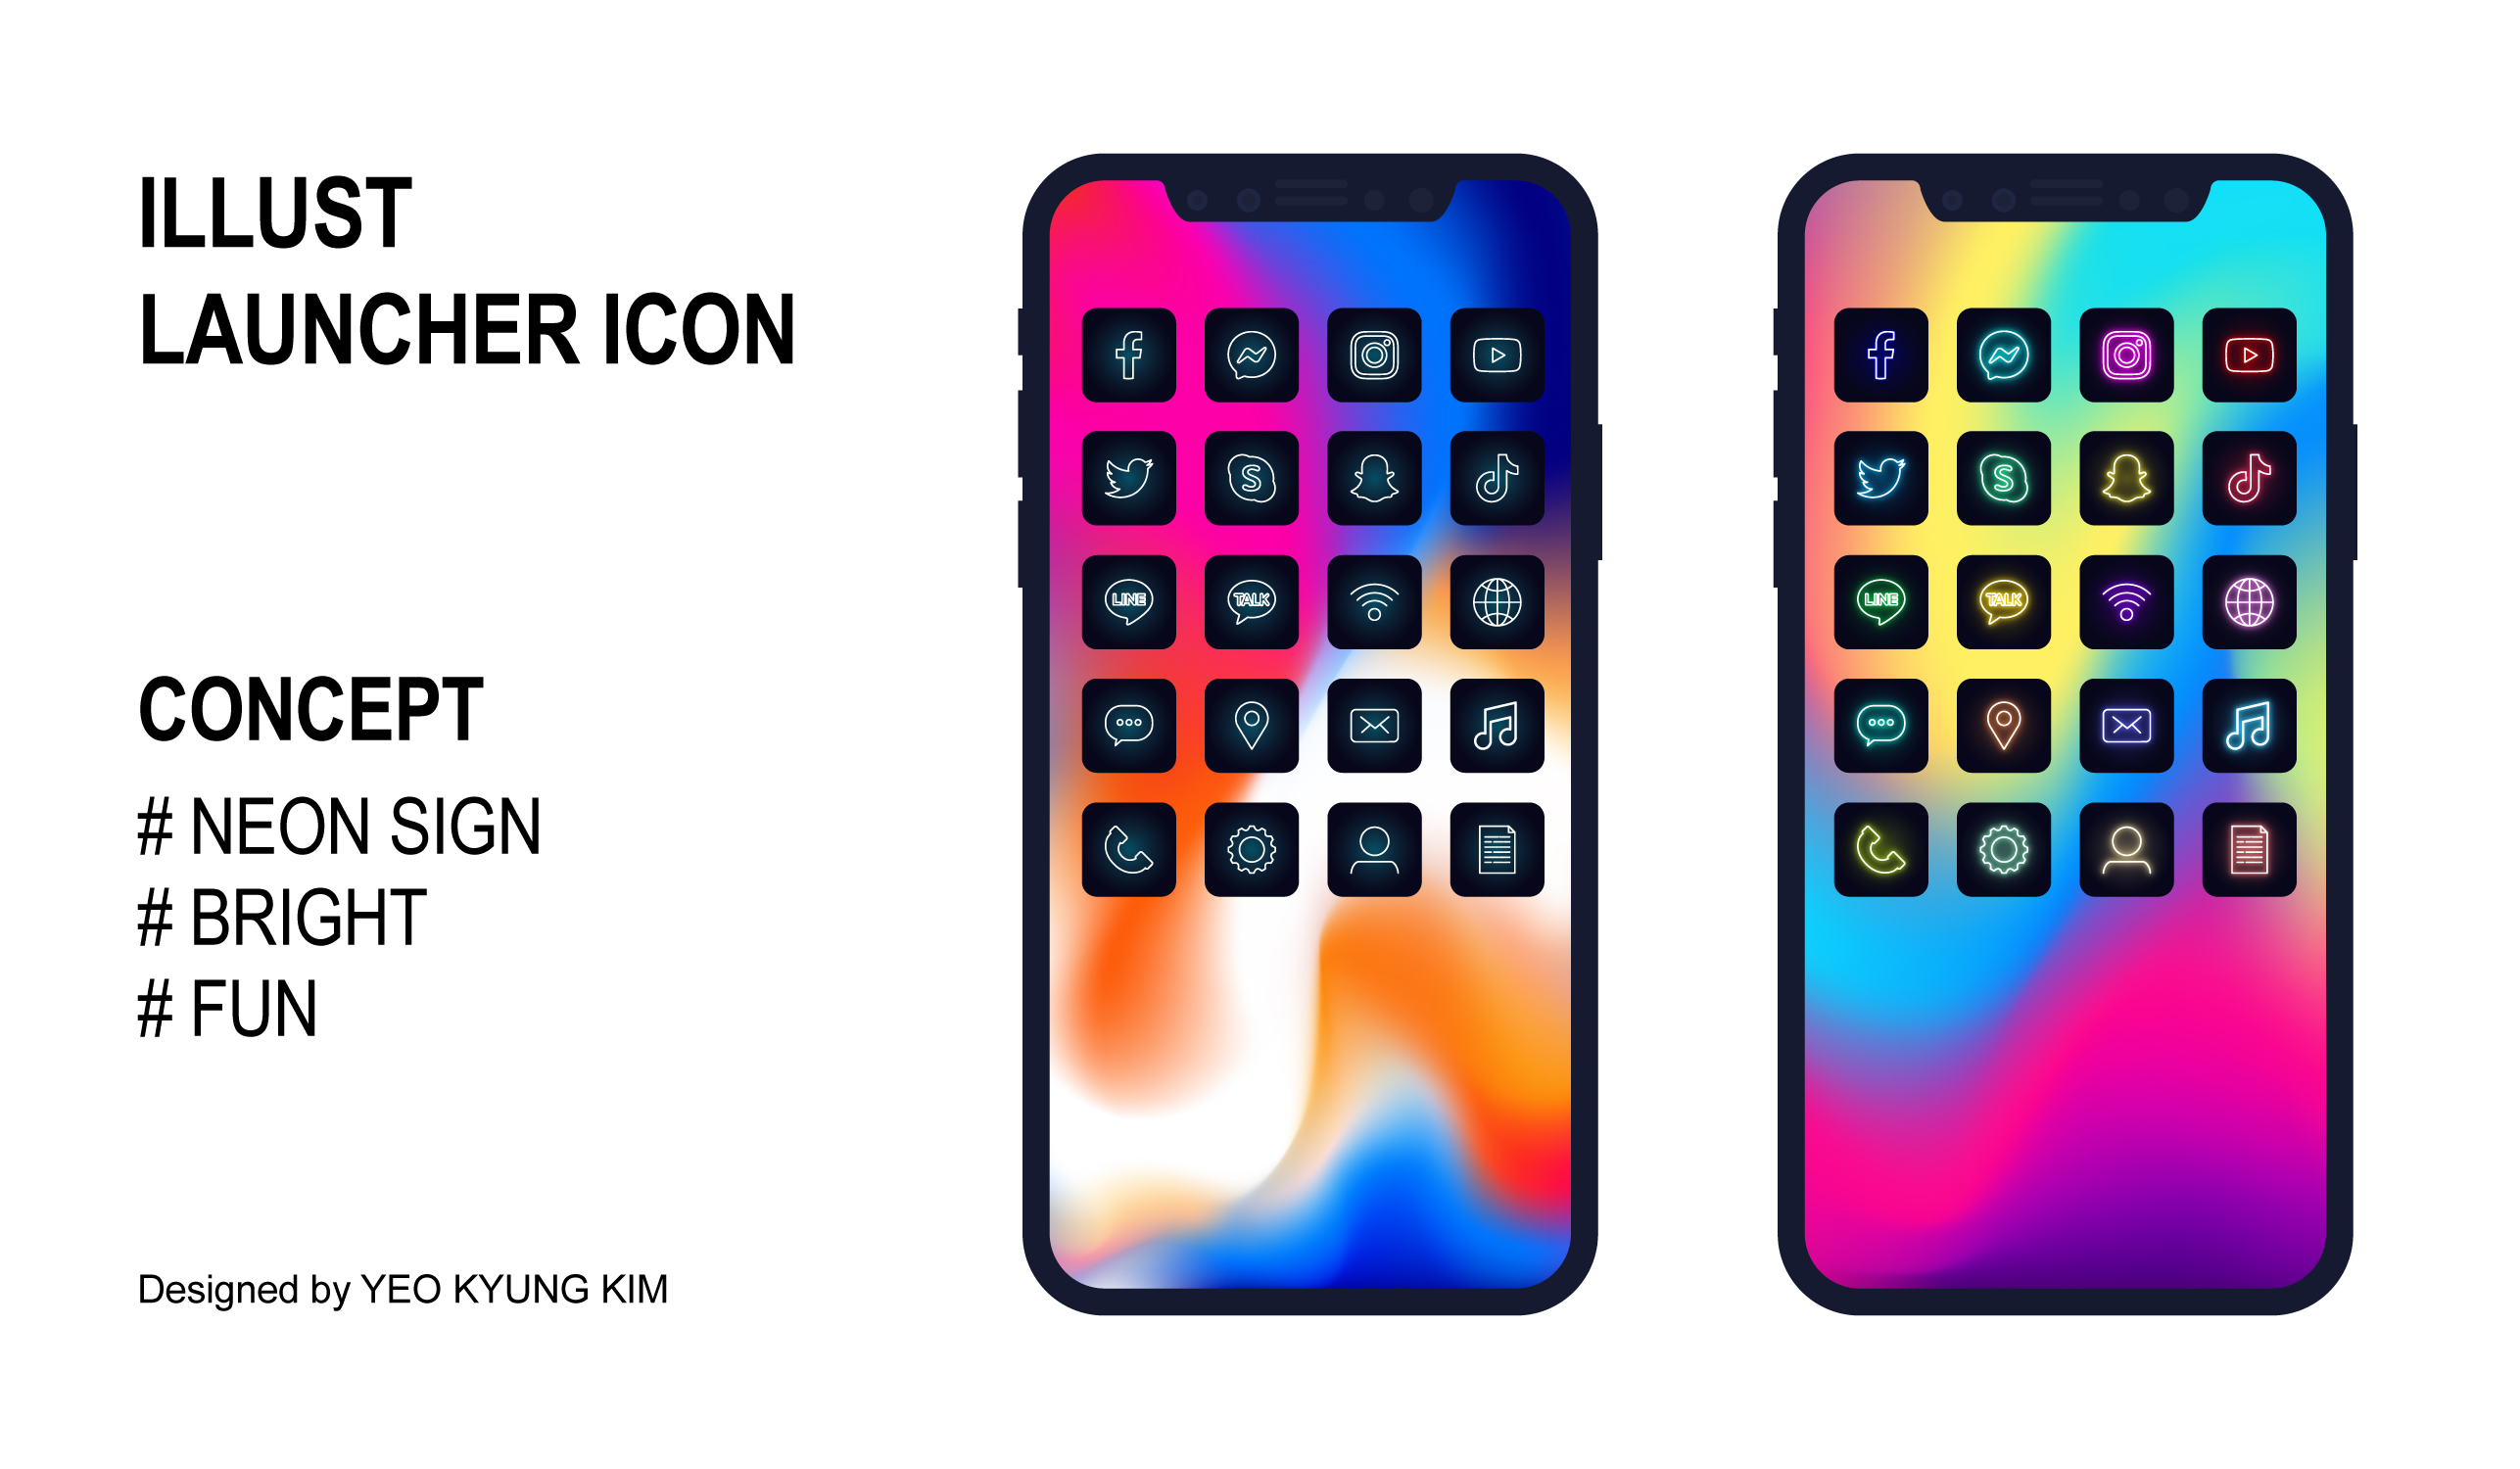 ILLUST
LAUNCHER ICON
CONCEPT
# NEON SIGN
# BRIGHT
# FUN
Designed by YEO KYUNG KIM
LINE
TALK
LINE
TALK